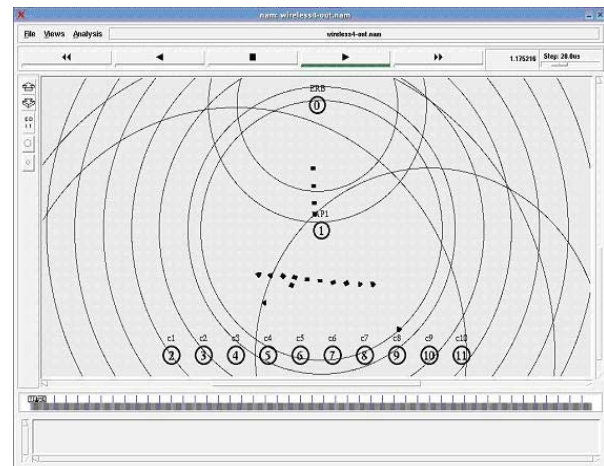 nam: wireless4-out.nam
File Views Analysis
wireless4-out.nam
1.175216 Step: 20.0us
ERB
0
AP1
1
c1 c2 c3 c4 c5 c6 c7 c8 c9 c10
2 3 4 5 6 7 8 9 10 11